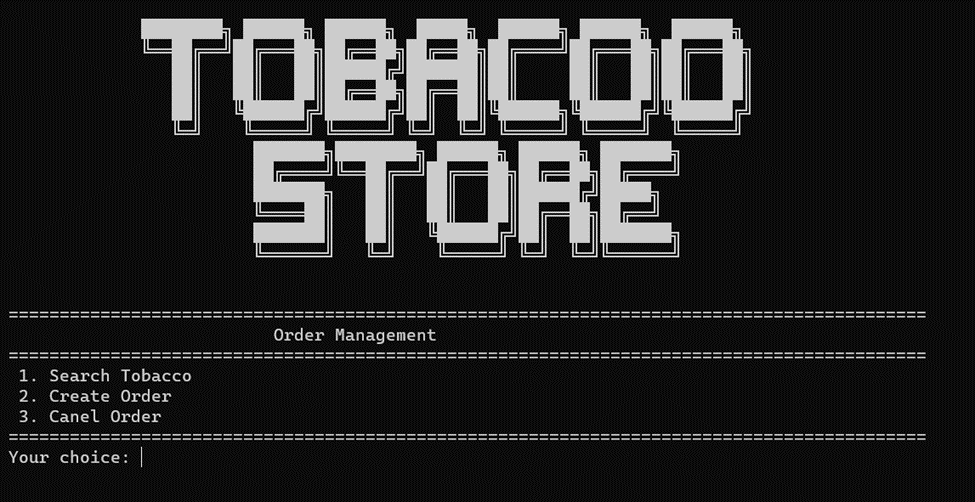 TOBACOO
STORE
==========================================================================================
Order Management
==========================================================================================
1. Search Tobacco
2. Create Order
3. Canel Order
==========================================================================================
Your choice: